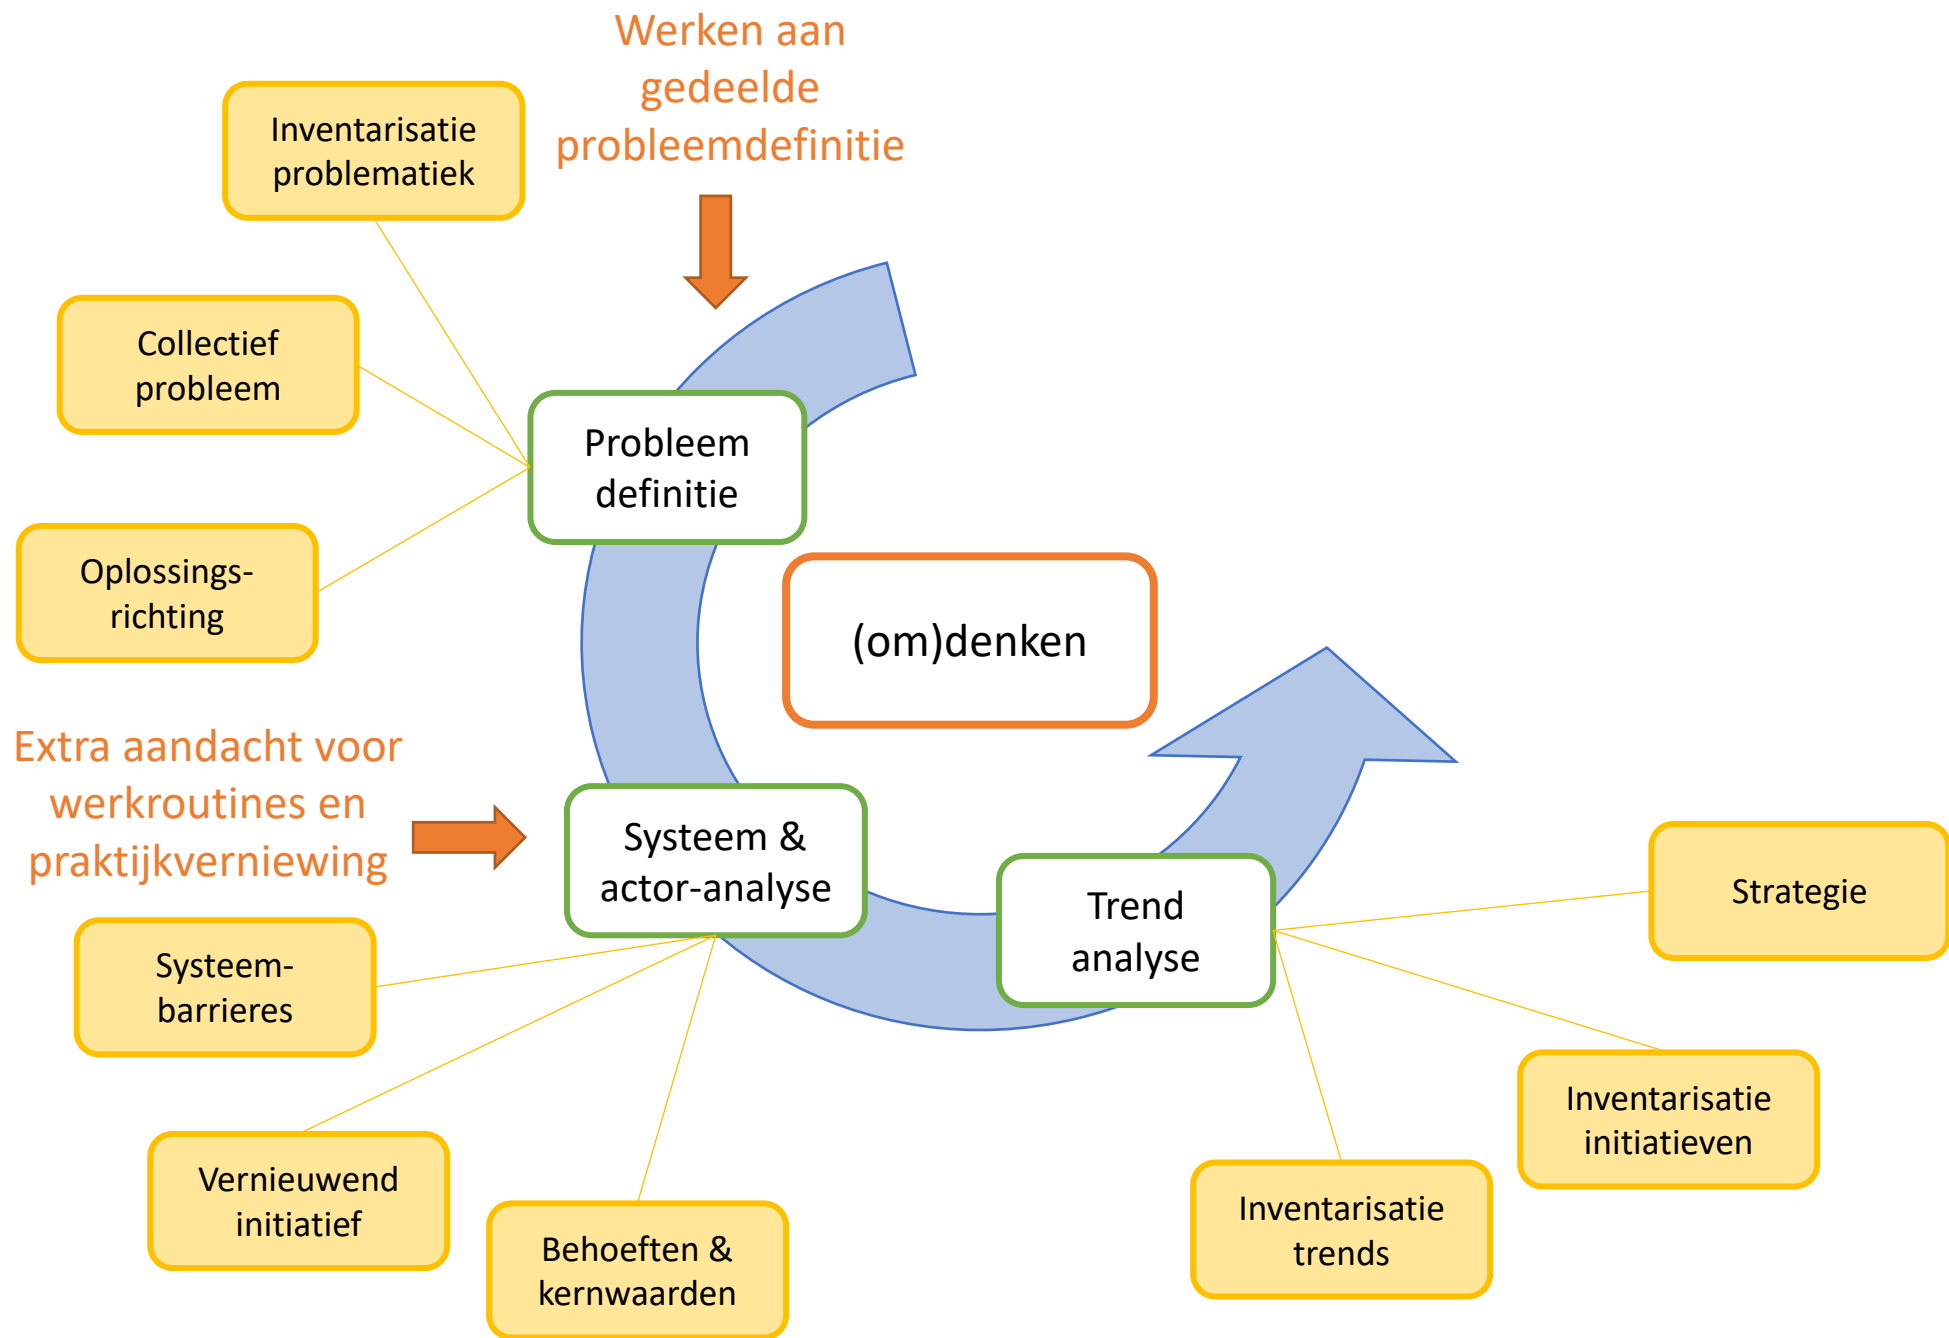 Werken aan
gedeelde
probleemdefinitie
Inventarisatie
problematiek
Collectief
probleem
Oplossings-
richting
Probleem
definitie
(om)denken
Extra aandacht voor
werkroutines en
praktijkverniewing
Systeem &
actor-analyse
Trend
analyse
Systeem-
barrieres
Vernieuwend
initiatief
Behoeften &
kernwaarden
Strategie
Inventarisatie
initiatieven
Inventarisatie
trends